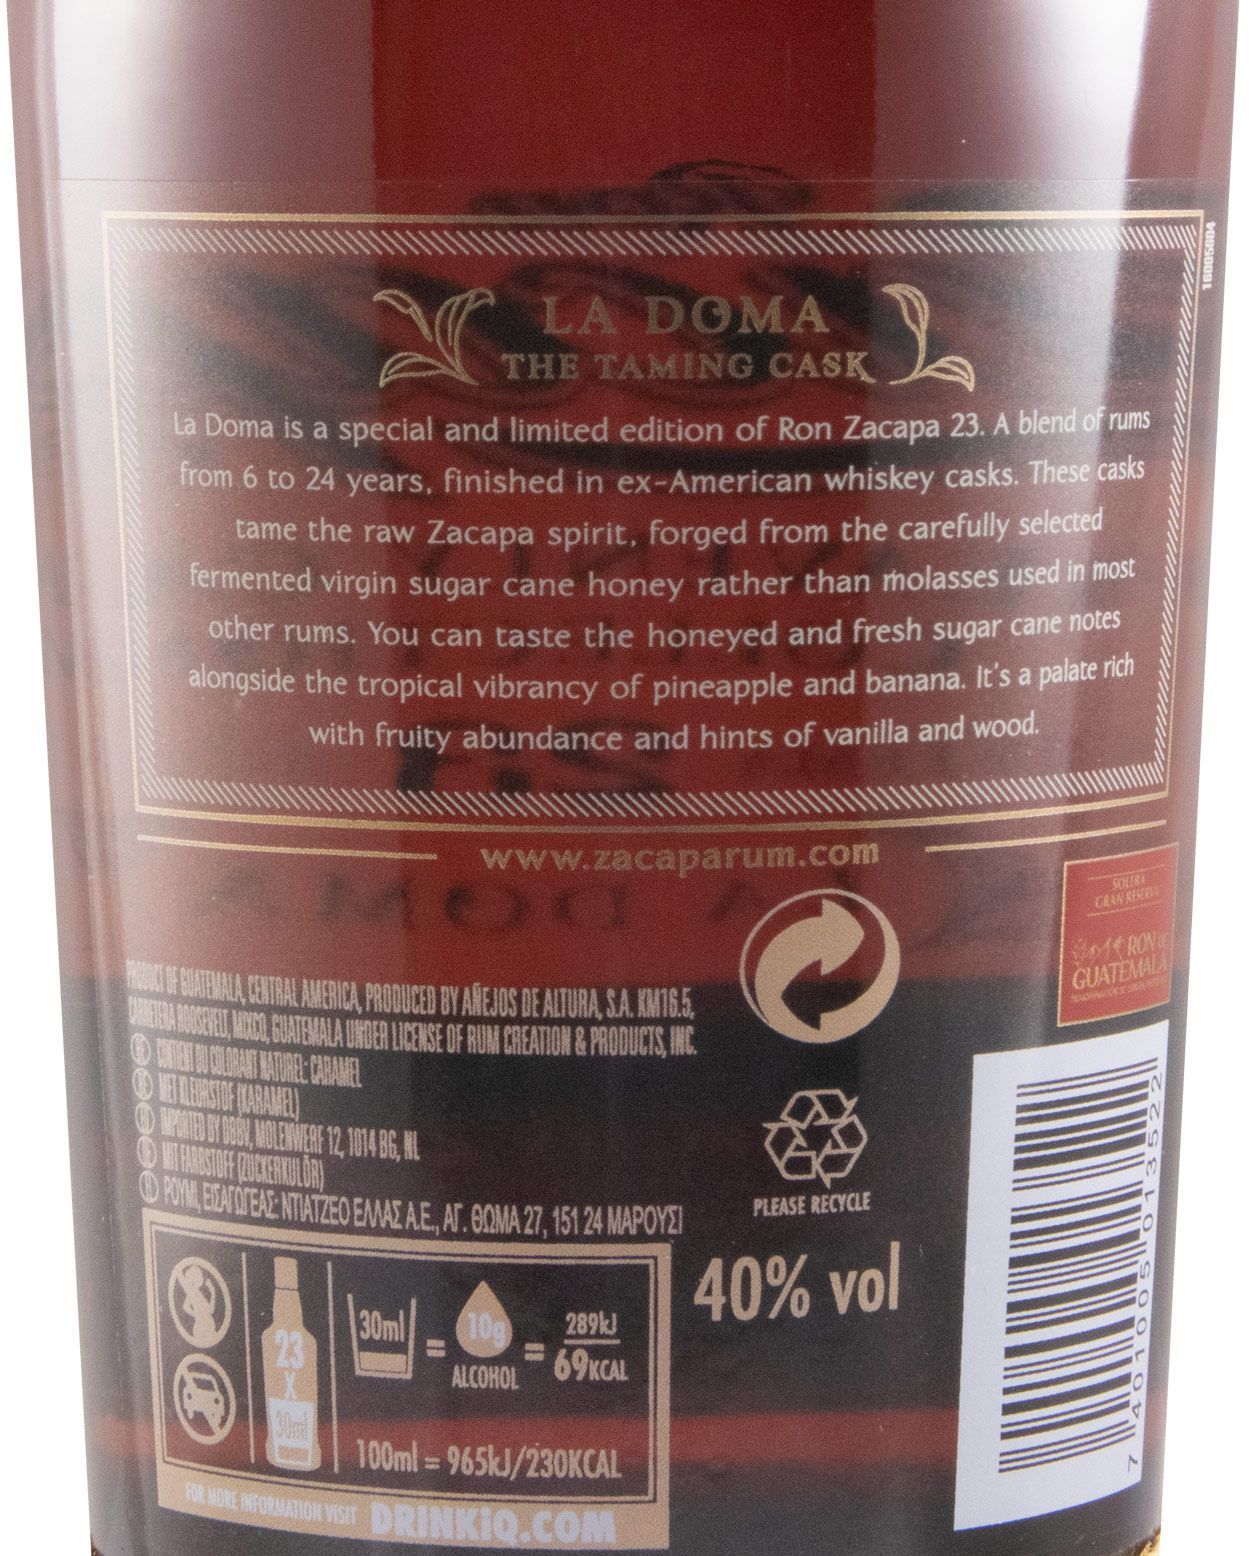 1800S804
LA DOMA
THE TAMING CASK
La Doma is a special and limited edition of Ron Zacapa 23. A blend of rums
from 6 to 24 years, finished in ex-American whiskey casks. These casks
tame the raw Zacapa spirit, forged from the carefully selected
fermented virgin sugar cane honey rather than molasses used in most
other rums. You can taste the honeyed and fresh sugar cane notes
alongside the tropical vibrancy of pineapple and banana. It's a palate rich
with fruity abundance and hints of vanilla and wood.
www.zacaparum.com
SOLERA
GRAN RESERVA
RON DE
GUATEMALA
PRODUCT OF GUATEMALA, CENTRAL AMERICA, PRODUCED BY AÑEJOS DE ALTURA, S.A. KM16.5,
CARRETERA ROOSEVELT, MIXCO, GUATEMALA UNDER LICENSE OF RUM CREATION & PRODUCTS, INC.
CONTIENT DU COLORANT NATUREL: CARAMEL
MET KLEURSTOF (KARAMEL)
IMPORTED BY DBBV, MOLENWERF 12, 1014 BG, NL
MIT FARBSTOFF (ZUCKERKULÖR)
ΡΟΥΜΙ, ΕΙΣΑΓΩΓΕΑΣ: ΝΤΙΑΤΖΕΟ ΕΛΛΑΣ Α.Ε., ΑΓ. ΘΩΜΑ 27, 151 24 ΜΑΡΟΥΣΙ
PLEASE RECYCLE
40% vol
23
X
30ml
30ml
=
10g
ALCOHOL
=
289kJ
69KCAL
100ml = 965kJ/230KCAL
FOR MORE INFORMATION VISIT DRINKiQ.COM
7 401005 013522